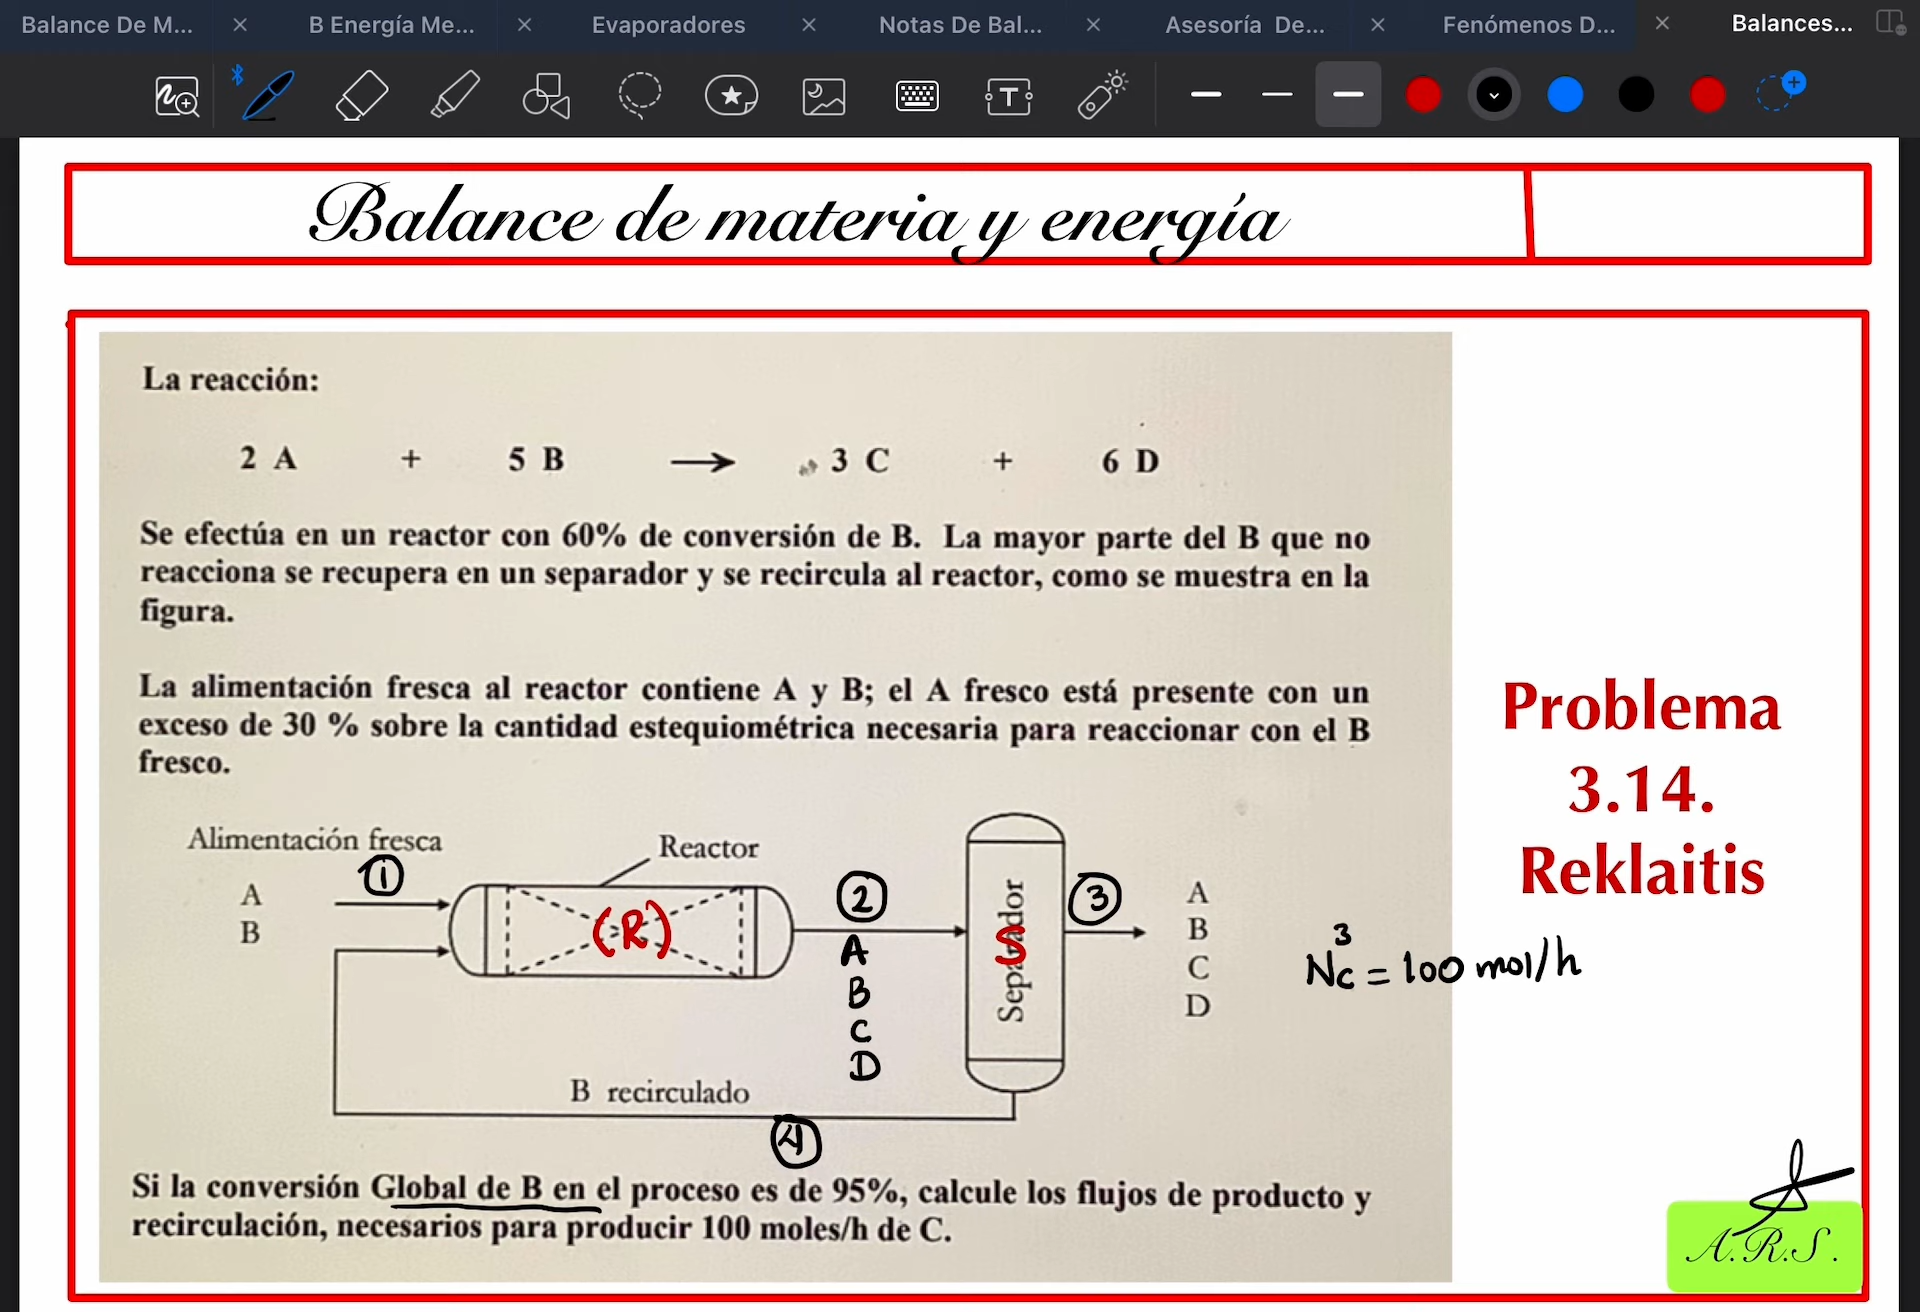 Balance De M...
B Energía Me...
Evaporadores
Notas De Bal...
Asesoría De...
Fenómenos D...
Balances...
T
Balance de materia y energía
La reacción:
2 A + 5 B → 3 C + 6 D
Se efectúa en un reactor con 60% de conversión de B. La mayor parte del B que no
reacciona se recupera en un separador y se recircula al reactor, como se muestra en la
figura.
La alimentación fresca al reactor contiene A y B; el A fresco está presente con un
exceso de 30 % sobre la cantidad estequiométrica necesaria para reaccionar con el B
fresco.
Problema
3.14.
Reklaitis
Alimentación fresca
A
B
1
Reactor
(R)
2
A
B
C
D
Separador
S
3
A
B
C
D
N³c = 100 mol/h
B recirculado
4
Si la conversión Global de B en el proceso es de 95%, calcule los flujos de producto y
recirculación, necesarios para producir 100 moles/h de C.
A.R.S.